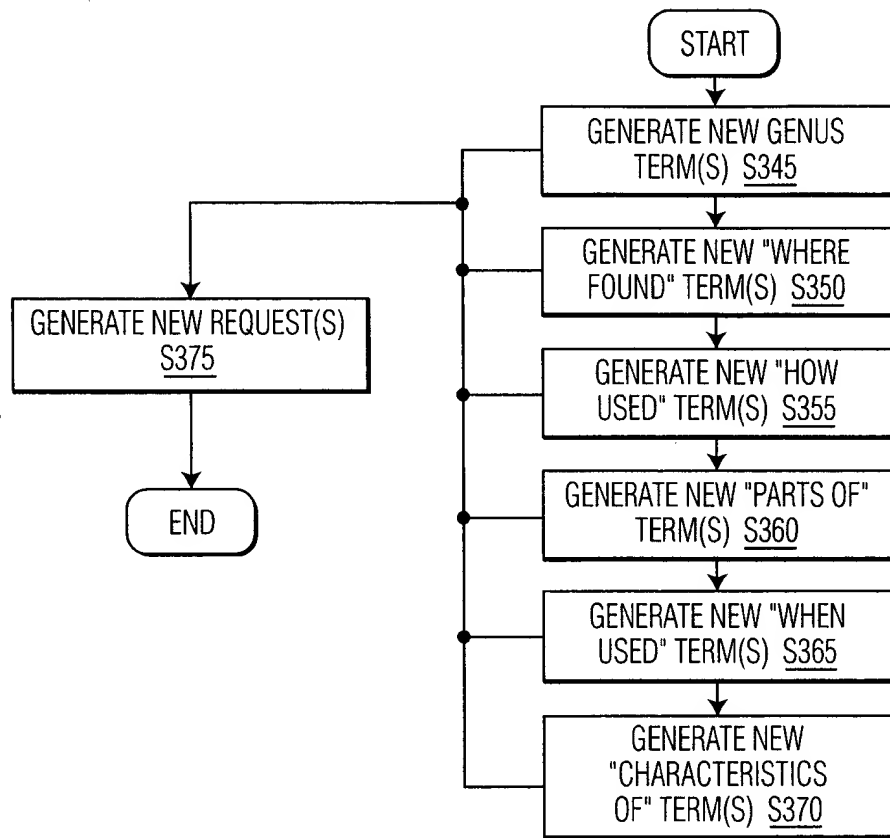 START
GENERATE NEW GENUS
TERM(S) S345
GENERATE NEW "WHERE
FOUND" TERM(S) S350
GENERATE NEW REQUEST(S)
S375
GENERATE NEW "HOW
USED" TERM(S) S355
GENERATE NEW "PARTS OF"
TERM(S) S360
END
GENERATE NEW "WHEN
USED" TERM(S) S365
GENERATE NEW
"CHARACTERISTICS
OF" TERM(S) S370